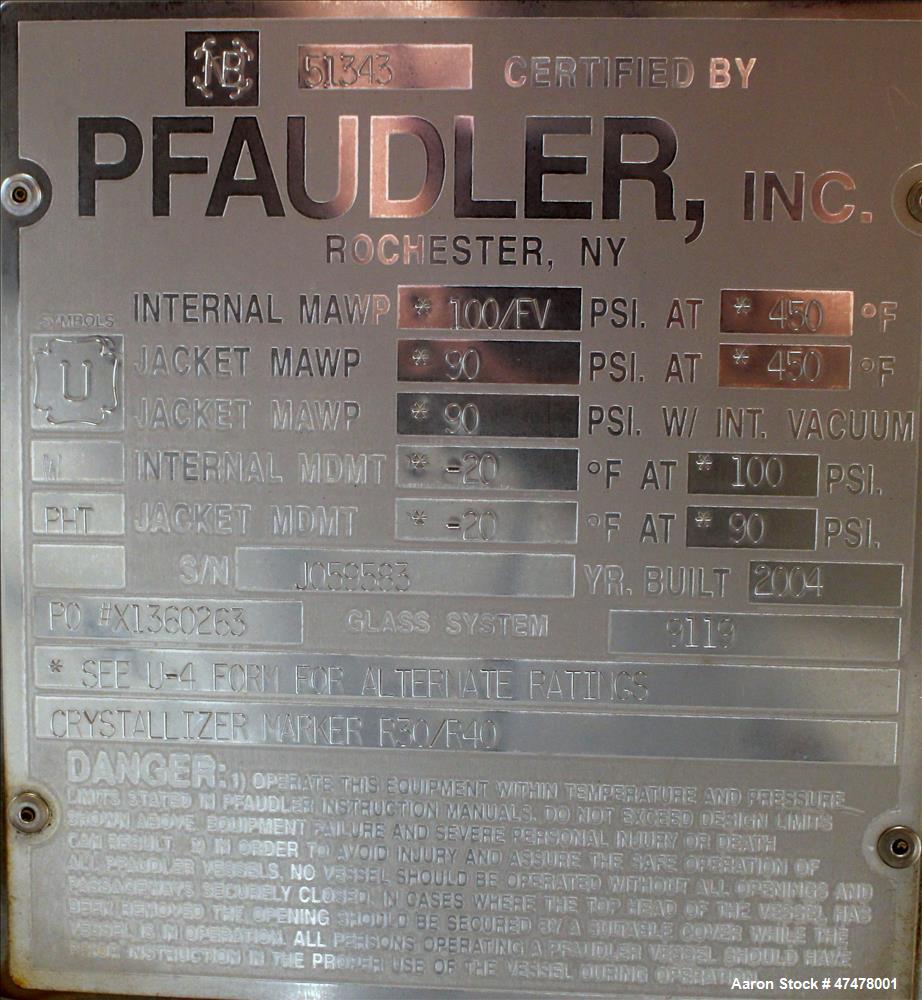 NB 51343 CERTIFIED BY
PFAUDLER, INC.
ROCHESTER, NY
SYMBOLS
U
W
PHT
INTERNAL MAWP * 100/FV PSI. AT * 450 °F
JACKET MAWP * 90 PSI. AT * 450 °F
JACKET MAWP * 90 PSI. W/ INT. VACUUM
INTERNAL MDMT * -20 °F AT * 100 PSI.
JACKET MDMT * -20 °F AT * 90 PSI.
S/N J059583 YR. BUILT 2004
PO #X1360263 GLASS SYSTEM 9119
* SEE U-4 FORM FOR ALTERNATE RATINGS
CRYSTALLIZER MARKER R30/R40
DANGER: 1) OPERATE THIS EQUIPMENT WITHIN TEMPERATURE AND PRESSURE
LIMITS STATED IN PFAUDLER INSTRUCTION MANUALS. DO NOT EXCEED DESIGN LIMITS
SHOWN ABOVE. EQUIPMENT FAILURE AND SEVERE PERSONAL INJURY OR DEATH
CAN RESULT. 2) IN ORDER TO AVOID INJURY AND ASSURE THE SAFE OPERATION OF
ALL PFAUDLER VESSELS, NO VESSEL SHOULD BE OPERATED WITHOUT ALL OPENINGS AND
PASSAGEWAYS SECURELY CLOSED. IN CASES WHERE THE TOP HEAD OF THE VESSEL HAS
BEEN REMOVED THE OPENING SHOULD BE SECURED BY A SUITABLE COVER WHILE THE
VESSEL IS IN OPERATION. ALL PERSONS OPERATING A PFAUDLER VESSEL SHOULD HAVE
INSTRUCTION IN THE PROPER USE OF THE VESSEL DURING OPERATION.
Aaron Stock # 47478001